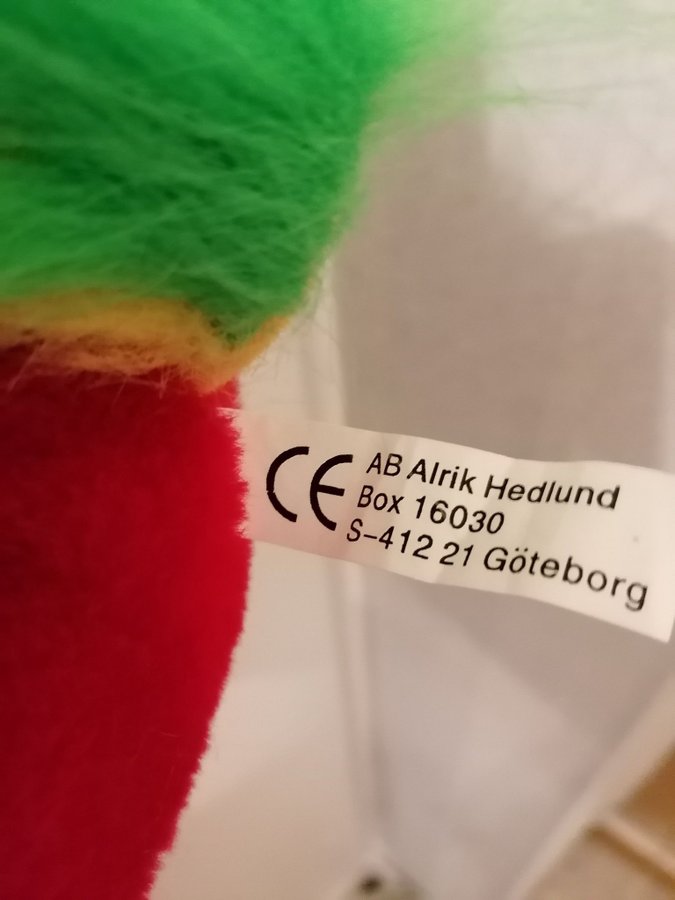 CE
AB Alrik Hedlund
Box 16030
S-412 21 Göteborg